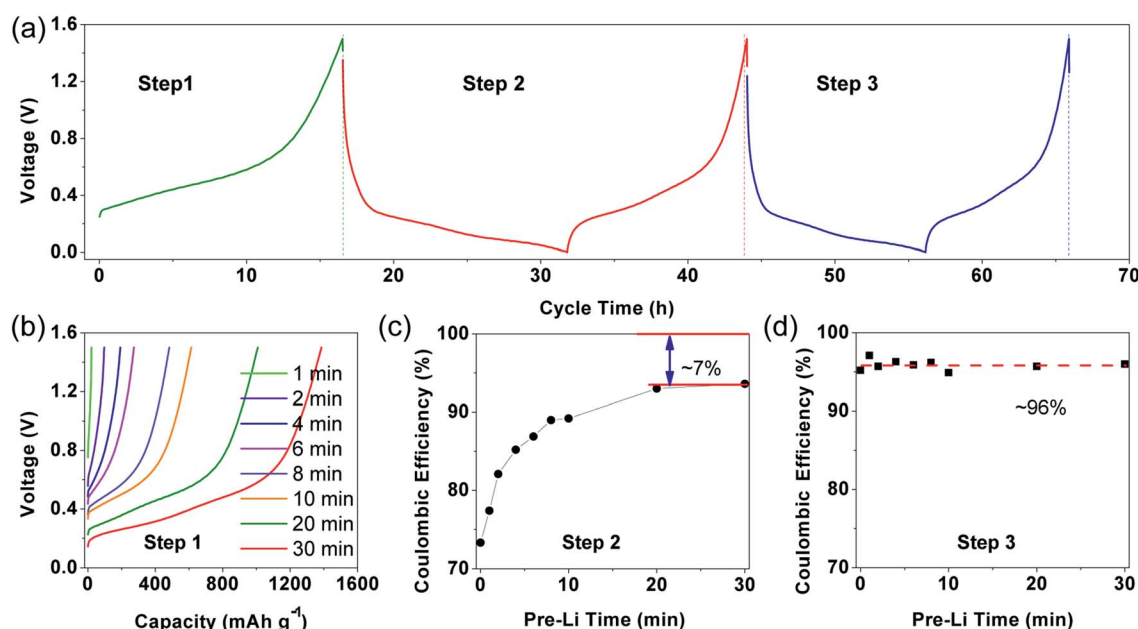 (a)
1.6
1.2
0.8
0.4
0.0
Voltage (V)
Step1
Step 2
Step 3
0 10 20 30 40 50 60 70
Cycle Time (h)
(b)
1.6
1.2
0.8
0.4
0.0
Voltage (V)
1 min
2 min
4 min
6 min
8 min
10 min
20 min
30 min
Step 1
0 400 800 1200 1600
Capacity (mAh g⁻¹)
(c)
100
90
80
70
Coulombic Efficiency (%)
~7%
Step 2
0 10 20 30
Pre-Li Time (min)
(d)
100
90
80
70
Coulombic Efficiency (%)
~96%
Step 3
0 10 20 30
Pre-Li Time (min)